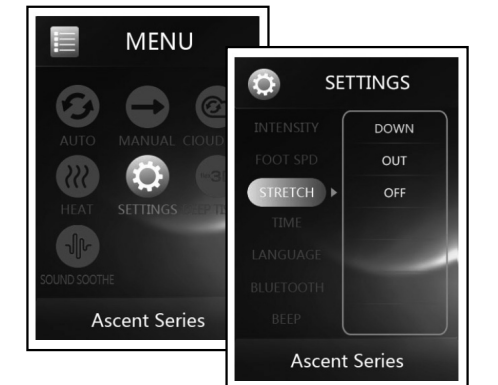 MENU
AUTO MANUAL CLOUD
HEAT SETTINGS
SOUND SOOTHE
Ascent Series
SETTINGS
INTENSITY DOWN
FOOT SPD OUT
STRETCH OFF
TIME
LANGUAGE
BLUETOOTH
BEEP
Ascent Series